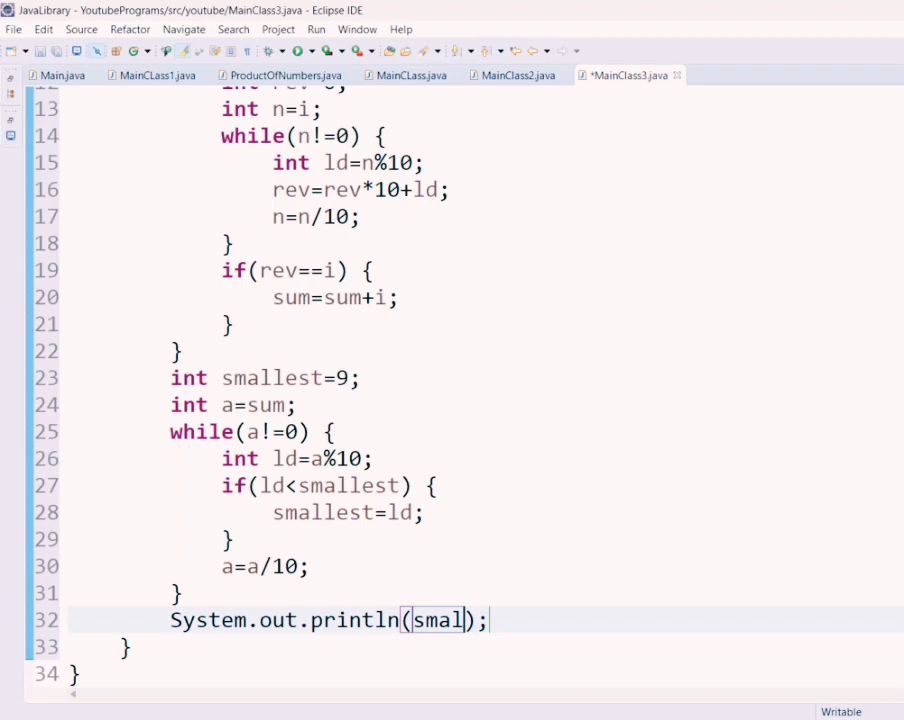 JavaLibrary - YoutubePrograms/src/youtube/MainClass3.java - Eclipse IDE
File Edit Source Refactor Navigate Search Project Run Window Help
Main.java MainCLass1.java ProductOfNumbers.java MainCLass.java MainClass2.java *MainClass3.java
12 int rev=0;
13 int n=i;
14 while(n!=0) {
15 int ld=n%10;
16 rev=rev*10+ld;
17 n=n/10;
18 }
19 if(rev==i) {
20 sum=sum+i;
21 }
22 }
23 int smallest=9;
24 int a=sum;
25 while(a!=0) {
26 int ld=a%10;
27 if(ld<smallest) {
28 smallest=ld;
29 }
30 a=a/10;
31 }
32 System.out.println(smal);
33 }
34 }
Writable